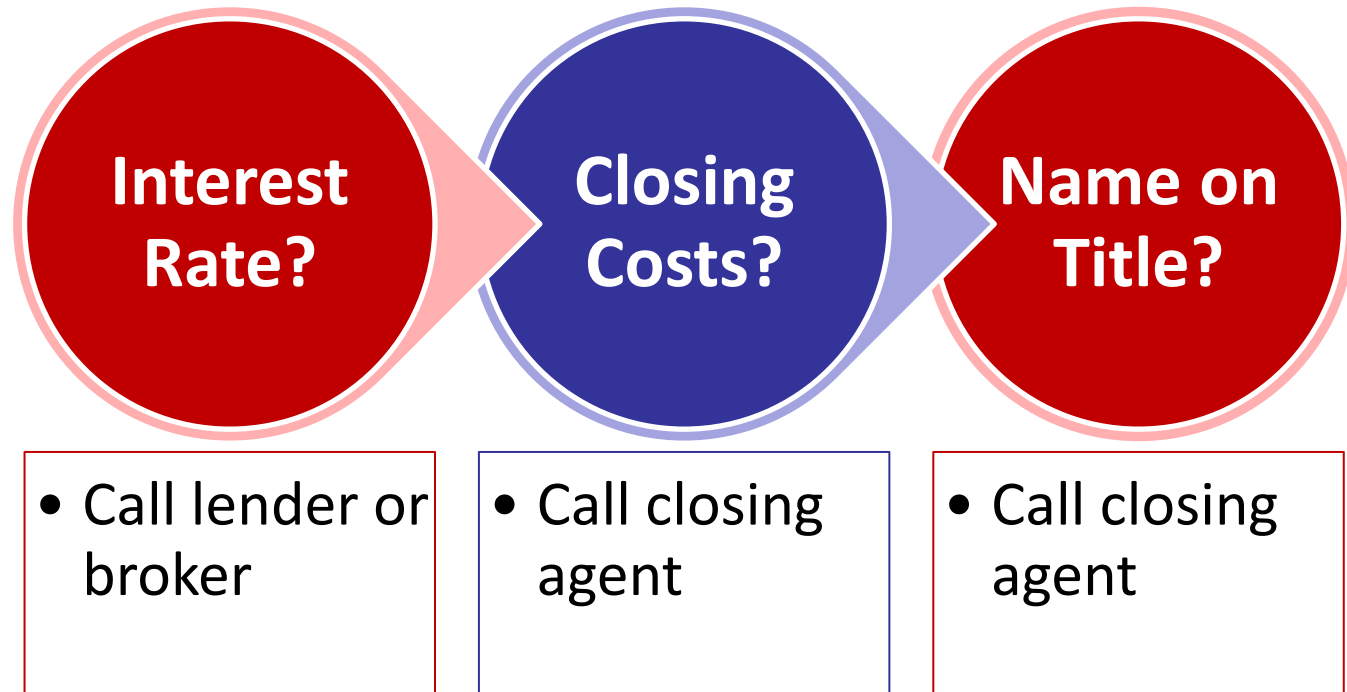 Interest
Rate?
Closing
Costs?
Name on
Title?
• Call lender or
broker
• Call closing
agent
• Call closing
agent